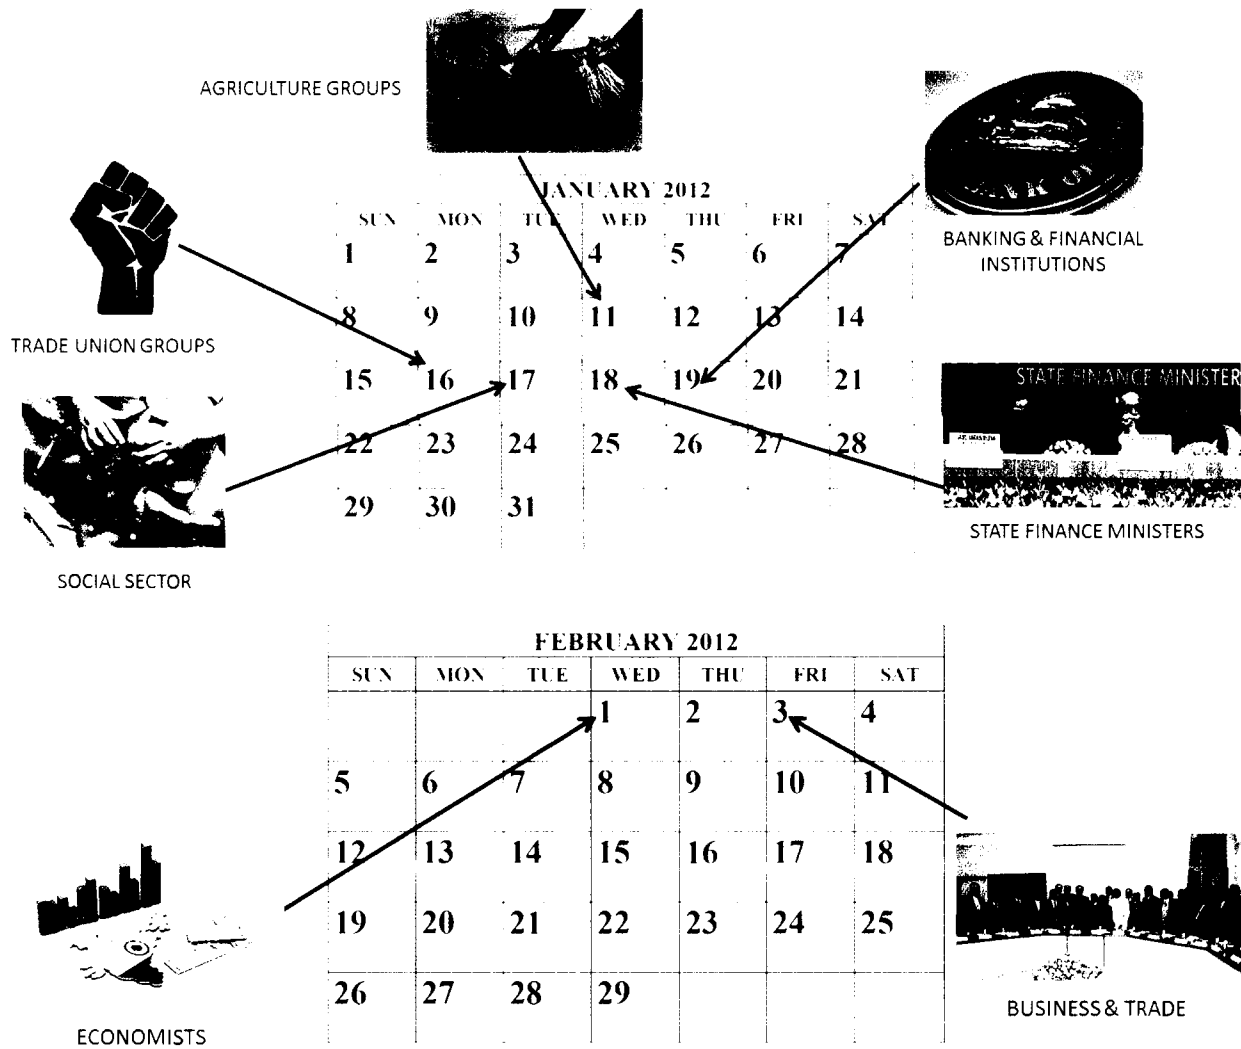 AGRICULTURE GROUPS
BANK OF
BANKING & FINANCIAL
INSTITUTIONS
TRADE UNION GROUPS
JANUARY 2012
SUN MON TUE WED THU FRI SAT
1 2 3 4 5 6 7
8 9 10 11 12 13 14
15 16 17 18 19 20 21
22 23 24 25 26 27 28
29 30 31
STATE FINANCE MINISTER
STATE FINANCE MINISTERS
SOCIAL SECTOR
FEBRUARY 2012
SUN MON TUE WED THU FRI SAT
1 2 3 4
5 6 7 8 9 10 11
12 13 14 15 16 17 18
19 20 21 22 23 24 25
26 27 28 29
ECONOMISTS
BUSINESS & TRADE